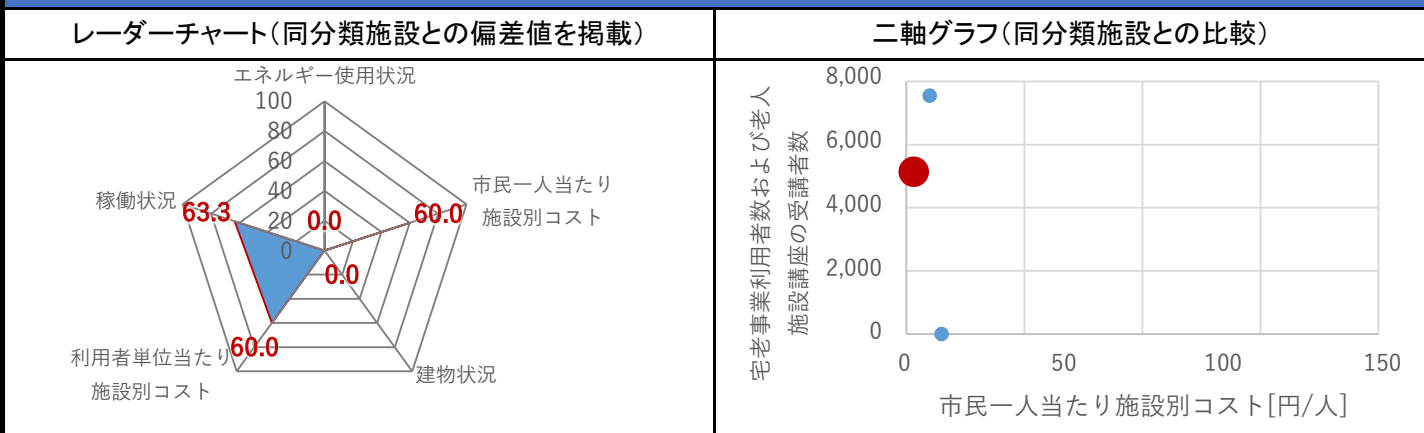 レーダーチャート(同分類施設との偏差値を掲載)
エネルギー使用状況
100
80
60
40
20
0
0.0
市民一人当たり
施設別コスト
60.0
建物状況
0.0
利用者単位当たり
施設別コスト
60.0
稼働状況
63.3
二軸グラフ(同分類施設との比較)
宅老事業利用者数および老人
施設講座の受講者数
8,000
6,000
4,000
2,000
0
0
50
100
150
市民一人当たり施設別コスト[円/人]